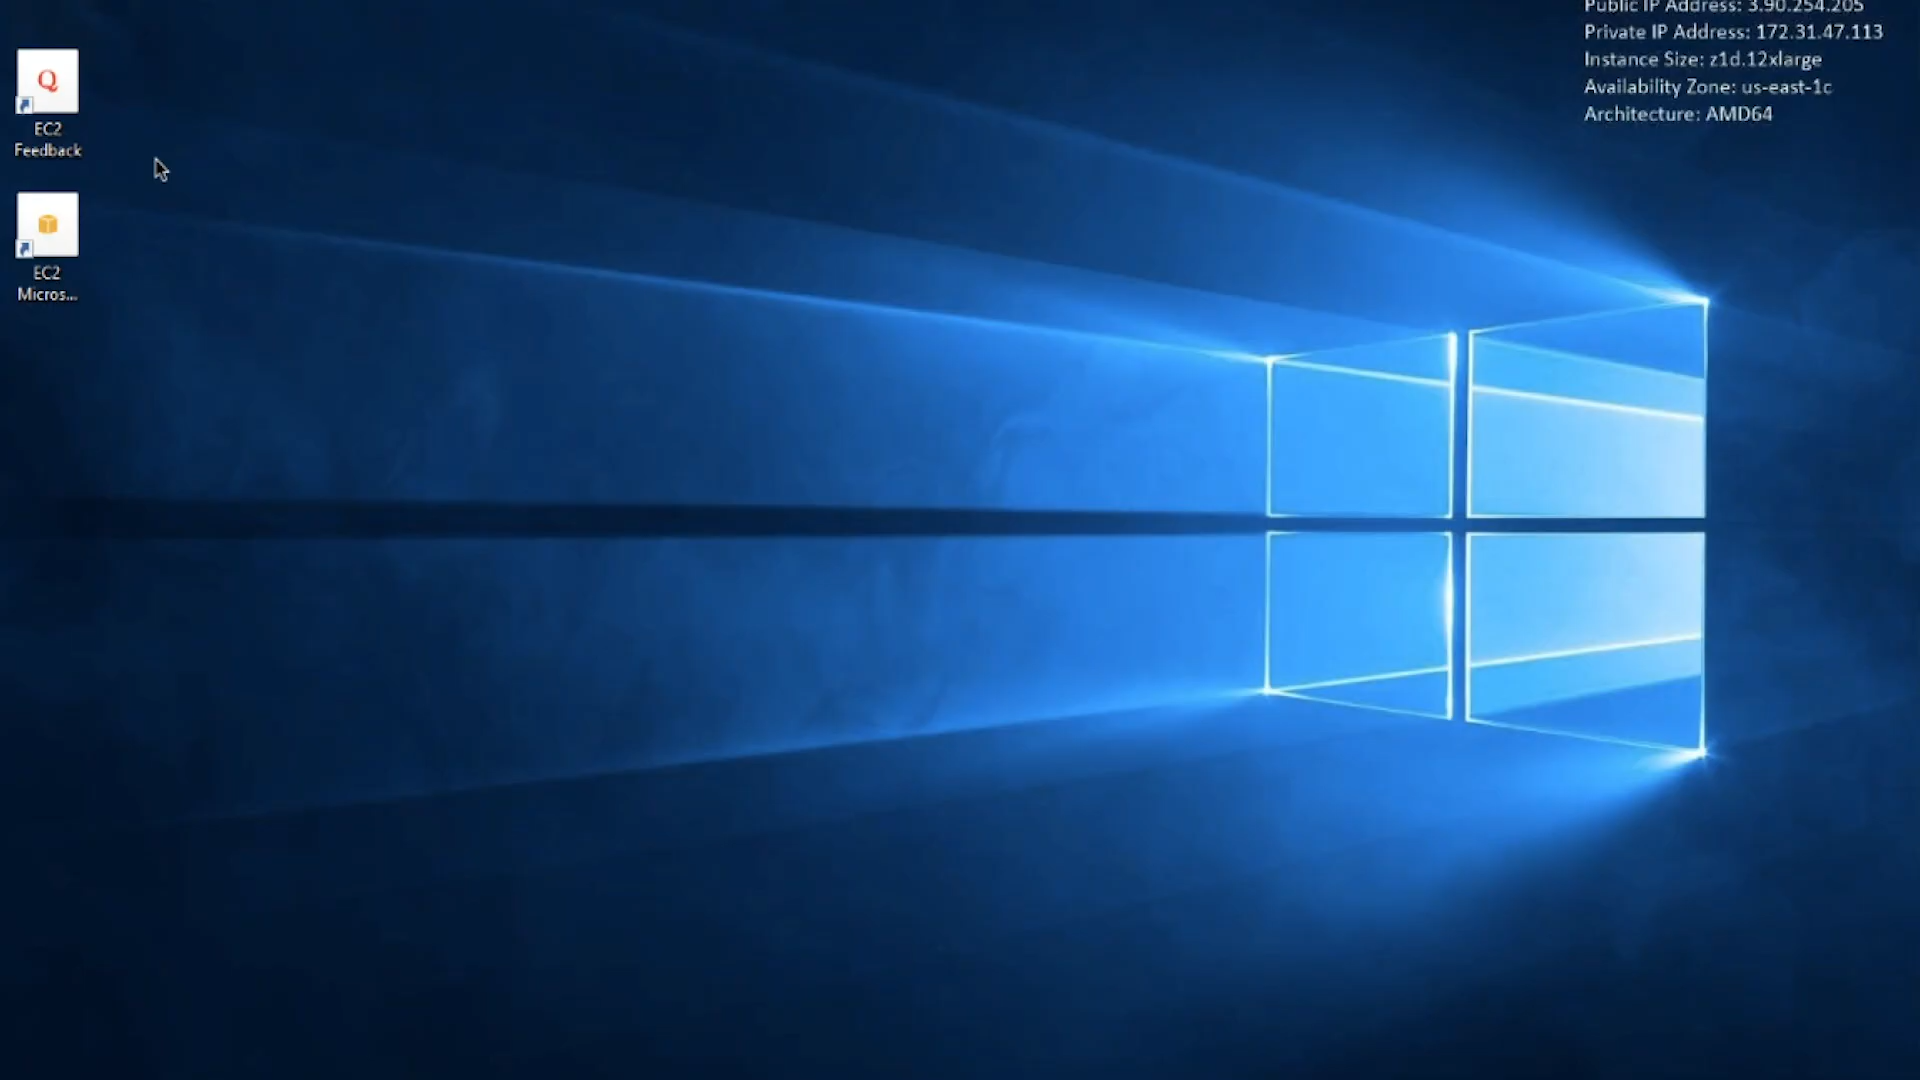 Public IP Address: 3.90.254.205
Private IP Address: 172.31.47.113
Instance Size: z1d.12xlarge
Availability Zone: us-east-1c
Architecture: AMD64
Q
EC2
Feedback
EC2
Micros...